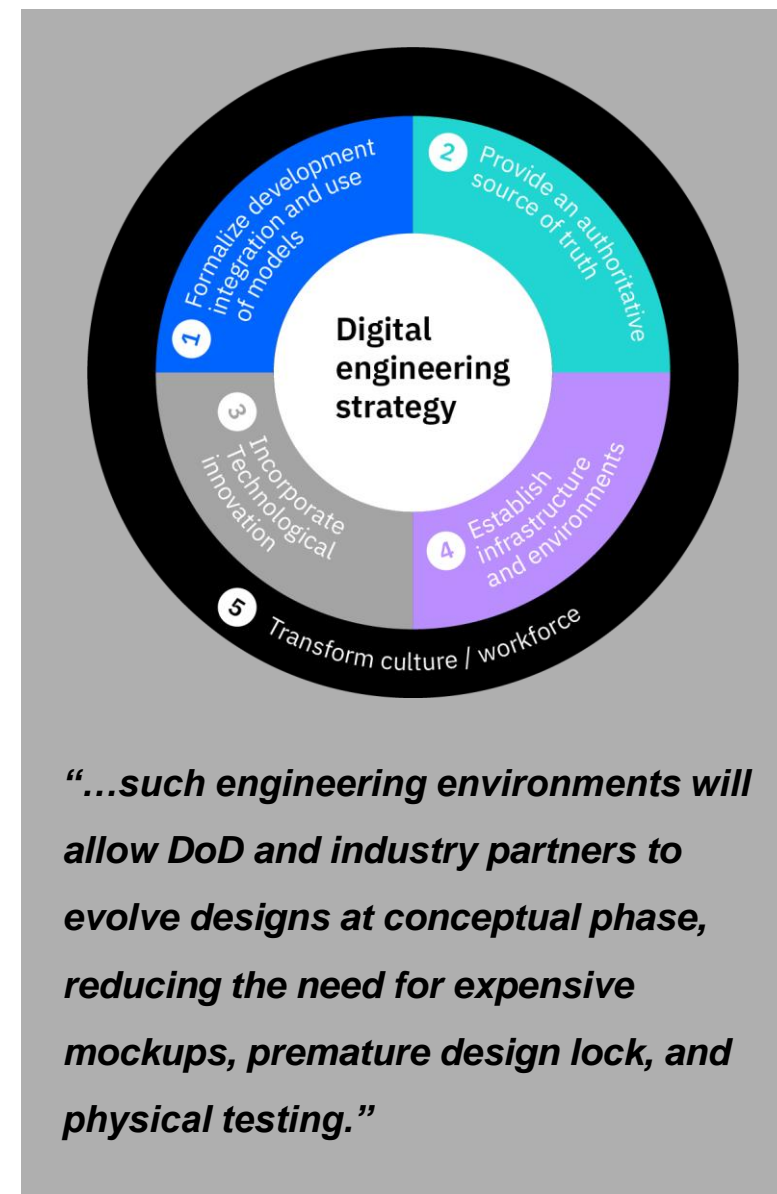 1
Formalize development
integration and use
of models
2
Provide an authoritative
source of truth
3
Incorporate
Technological
innovation
4
Establish
infrastructure
and environments
5
Transform culture / workforce
Digital
engineering
strategy
“…such engineering environments will
allow DoD and industry partners to
evolve designs at conceptual phase,
reducing the need for expensive
mockups, premature design lock, and
physical testing.”